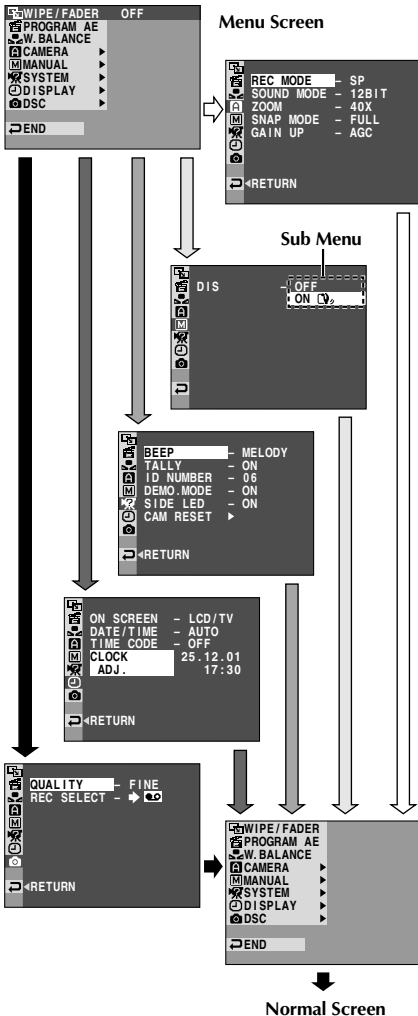 WIPE/FADER OFF
PROGRAM AE
W. BALANCE
A CAMERA
M MANUAL
SYSTEM
DISPLAY
DSC
END
Menu Screen
REC MODE – SP
SOUND MODE – 12BIT
ZOOM – 40X
SNAP MODE – FULL
GAIN UP – AGC
RETURN
Sub Menu
DIS – OFF
ON
BEEP – MELODY
TALLY – ON
ID NUMBER – 06
DEMO.MODE – ON
SIDE LED – ON
CAM RESET
RETURN
ON SCREEN – LCD/TV
DATE/TIME – AUTO
TIME CODE – OFF
CLOCK 25.12.01
ADJ. 17:30
RETURN
QUALITY – FINE
REC SELECT –
RETURN
WIPE/FADER
PROGRAM AE
W. BALANCE
A CAMERA
M MANUAL
SYSTEM
DISPLAY
DSC
END
Normal Screen